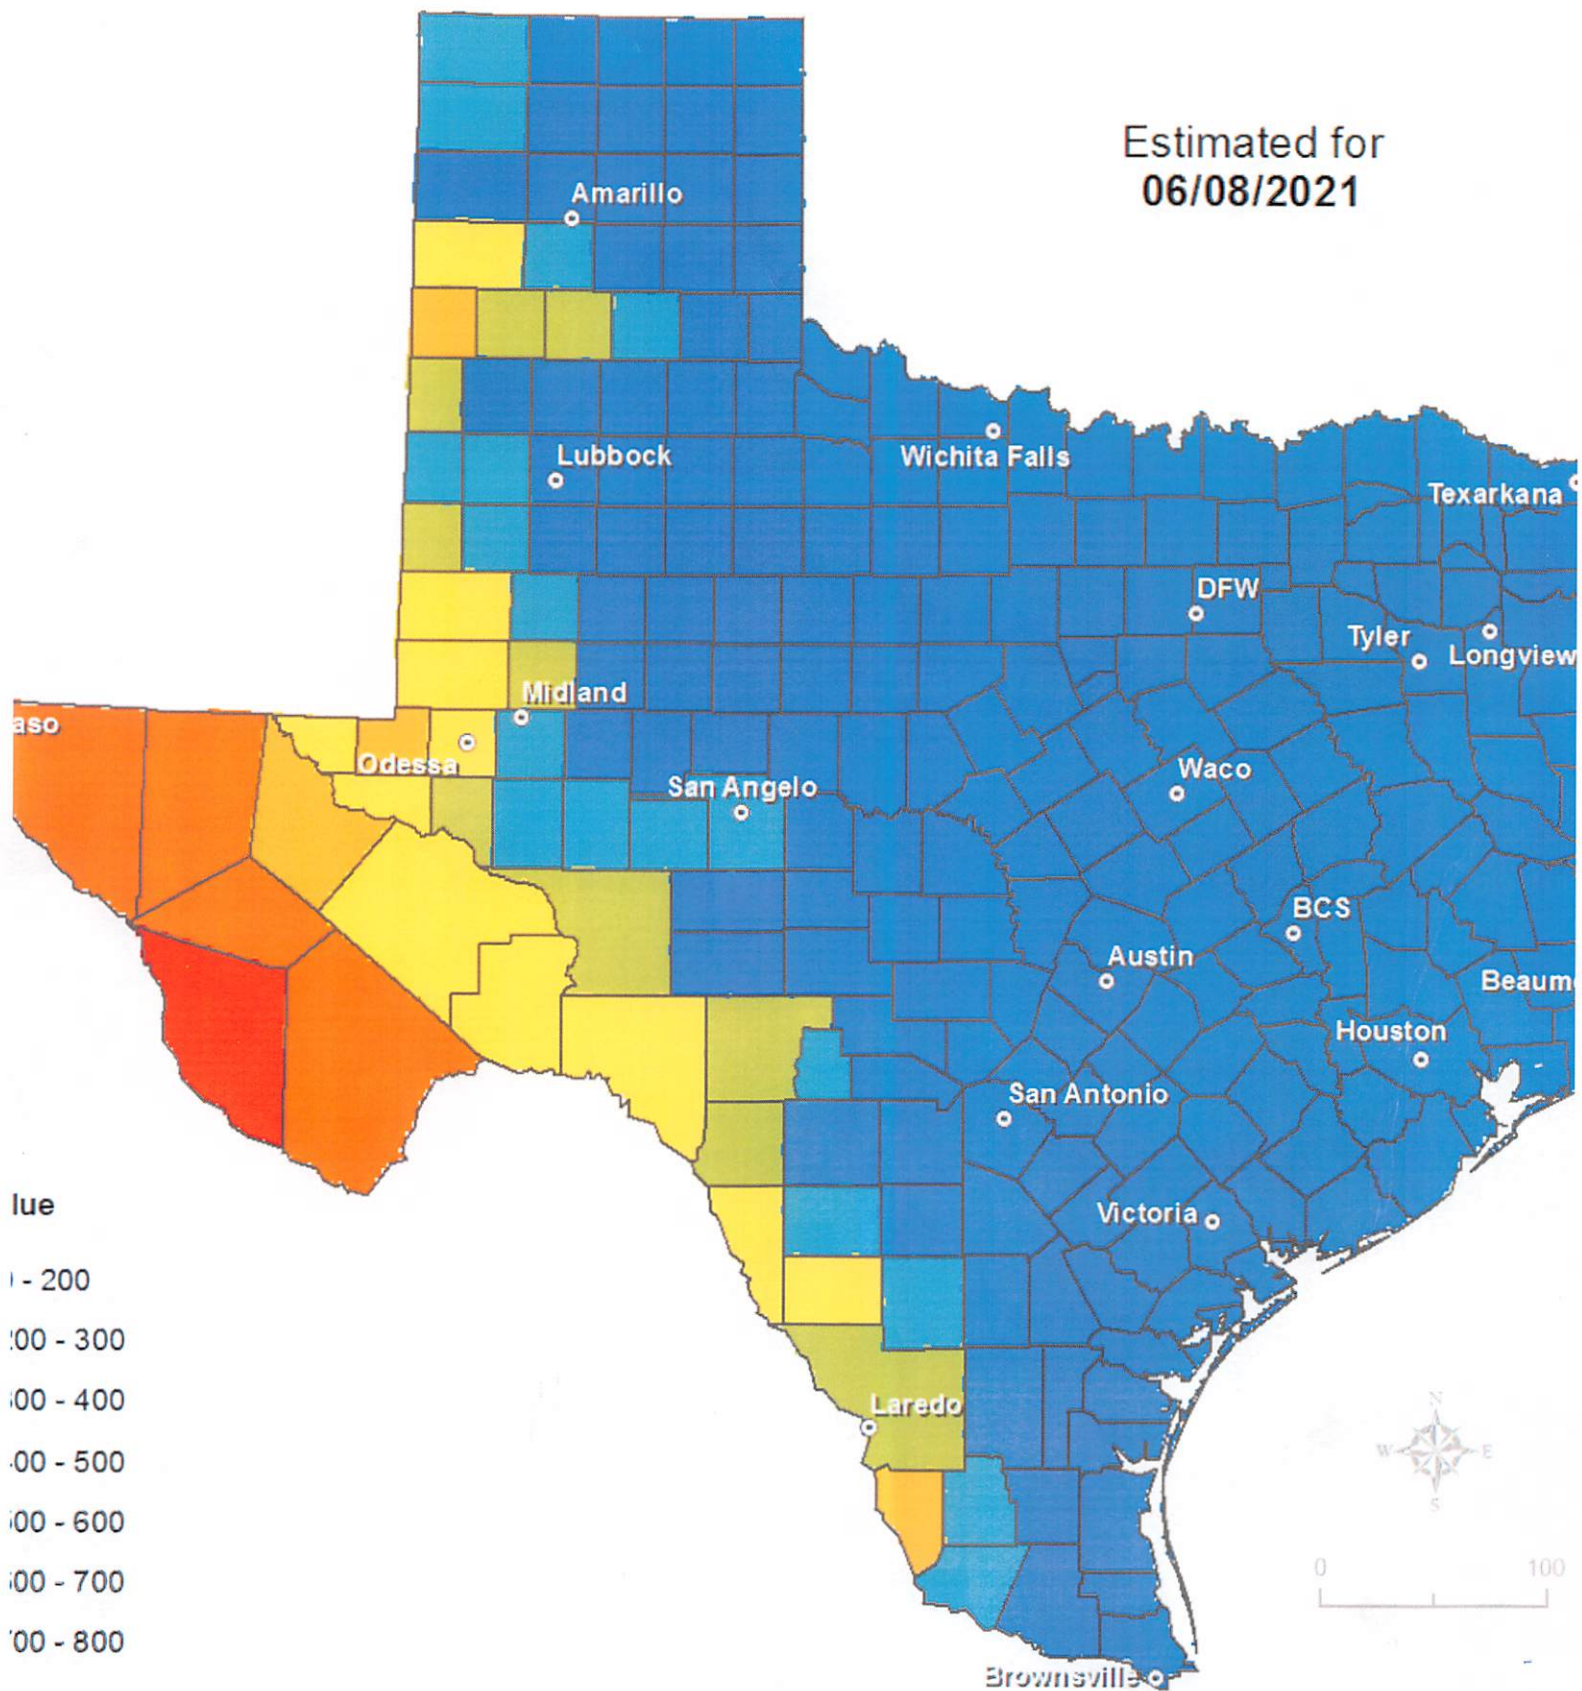 Estimated for
06/08/2021
Amarillo
Lubbock
Wichita Falls
Texarkana
DFW
Tyler
Longview
Midland
aso
Odessa
San Angelo
Waco
BCS
Austin
Beaum
Houston
San Antonio
Victoria
lue
- 200
00 - 300
00 - 400
00 - 500
00 - 600
00 - 700
00 - 800
Laredo
N
W
E
S
0
100
Brownsville